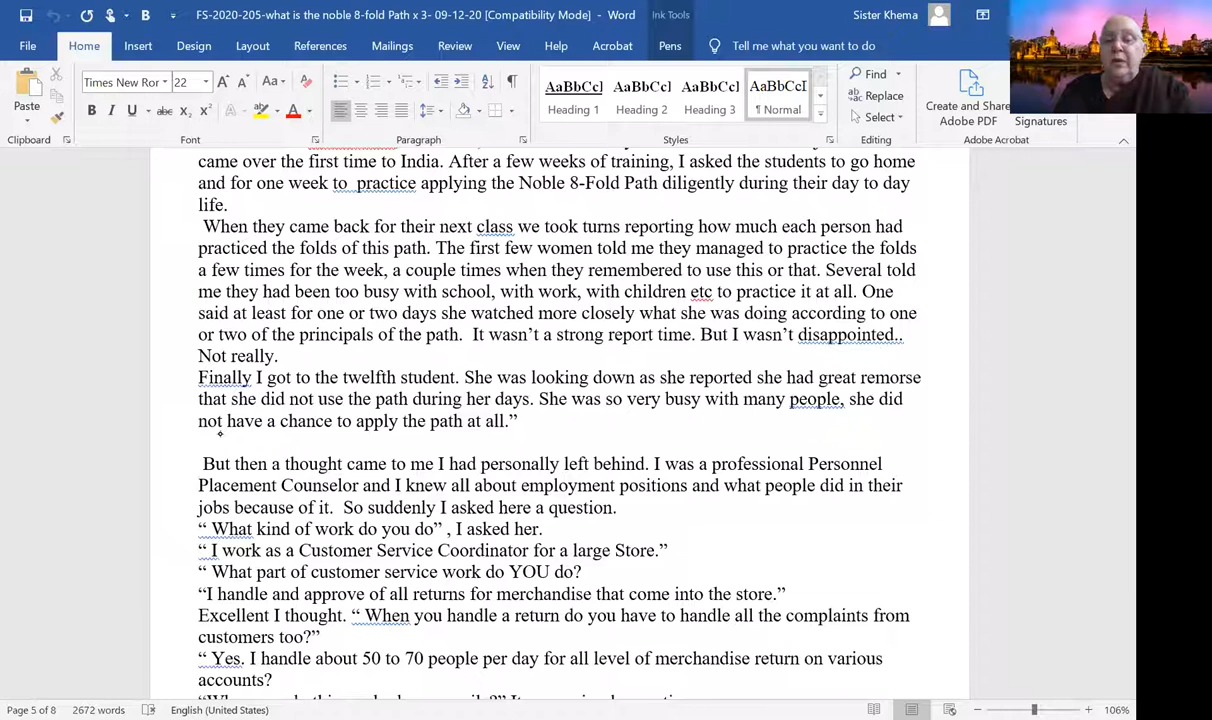 FS-2020-205-what is the noble 8-fold Path x 3- 09-12-20 [Compatibility Mode] - Word
Ink Tools
Sister Khema
File
Home
Insert
Design
Layout
References
Mailings
Review
View
Help
Acrobat
Pens
Tell me what you want to do
Paste
Times New Ror
22
AaBbCcI
AaBbCcI
AaBbCcI
AaBbCcI
Heading 1
Heading 2
Heading 3
¶ Normal
Find
Replace
Select
Create and Share
Adobe PDF
Signatures
Clipboard
Font
Paragraph
Styles
Editing
Adobe Acrobat
came over the first time to India. After a few weeks of training, I asked the students to go home
and for one week to  practice applying the Noble 8-Fold Path diligently during their day to day
life.
When they came back for their next class we took turns reporting how much each person had
practiced the folds of this path. The first few women told me they managed to practice the folds
a few times for the week, a couple times when they remembered to use this or that. Several told
me they had been too busy with school, with work, with children etc to practice it at all. One
said at least for one or two days she watched more closely what she was doing according to one
or two of the principals of the path.  It wasn't a strong report time. But I wasn't disappointed..
Not really.
Finally I got to the twelfth student. She was looking down as she reported she had great remorse
that she did not use the path during her days. She was so very busy with many people, she did
not have a chance to apply the path at all.”
But then a thought came to me I had personally left behind. I was a professional Personnel
Placement Counselor and I knew all about employment positions and what people did in their
jobs because of it.  So suddenly I asked here a question.
“ What kind of work do you do” , I asked her.
“ I work as a Customer Service Coordinator for a large Store.”
“ What part of customer service work do YOU do?
“I handle and approve of all returns for merchandise that come into the store.”
Excellent I thought. “ When you handle a return do you have to handle all the complaints from
customers too?”
“ Yes. I handle about 50 to 70 people per day for all level of merchandise return on various
accounts?
Page 5 of 8
2672 words
English (United States)
106%